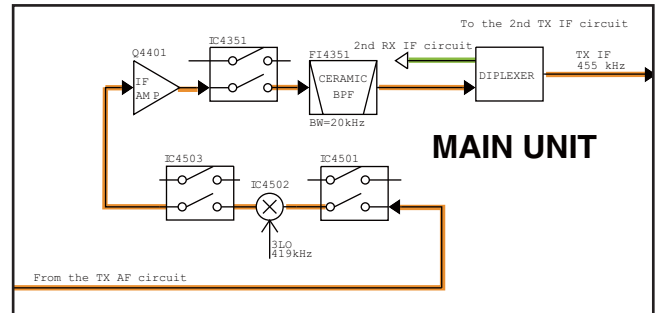 To the 2nd TX IF circuit
2nd RX IF circuit
TX IF
455 kHz
Q4401
IF
AMP
IC4351
FI4351
CERAMIC
BPF
BW=20kHz
DIPLEXER
MAIN UNIT
IC4503
IC4502
IC4501
3LO
419kHz
From the TX AF circuit